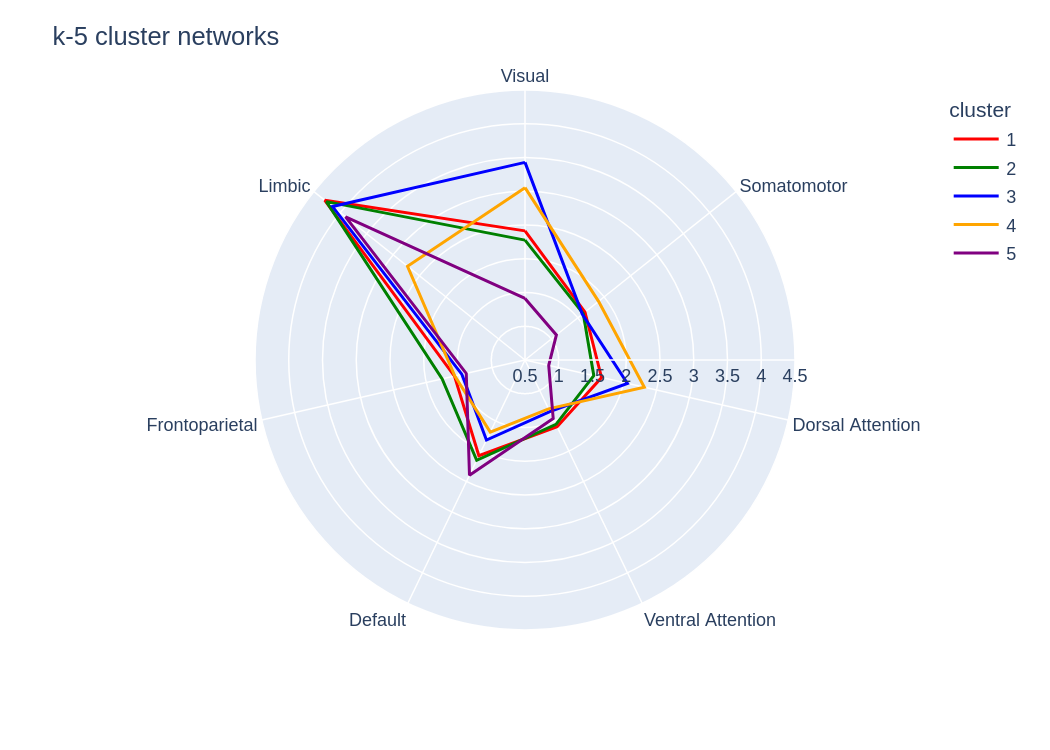 k-5 cluster networks
Visual
cluster
1
2
3
4
5
Limbic
Somatomotor
0.5 1 1.5 2 2.5 3 3.5 4 4.5
Frontoparietal
Dorsal Attention
Default
Ventral Attention